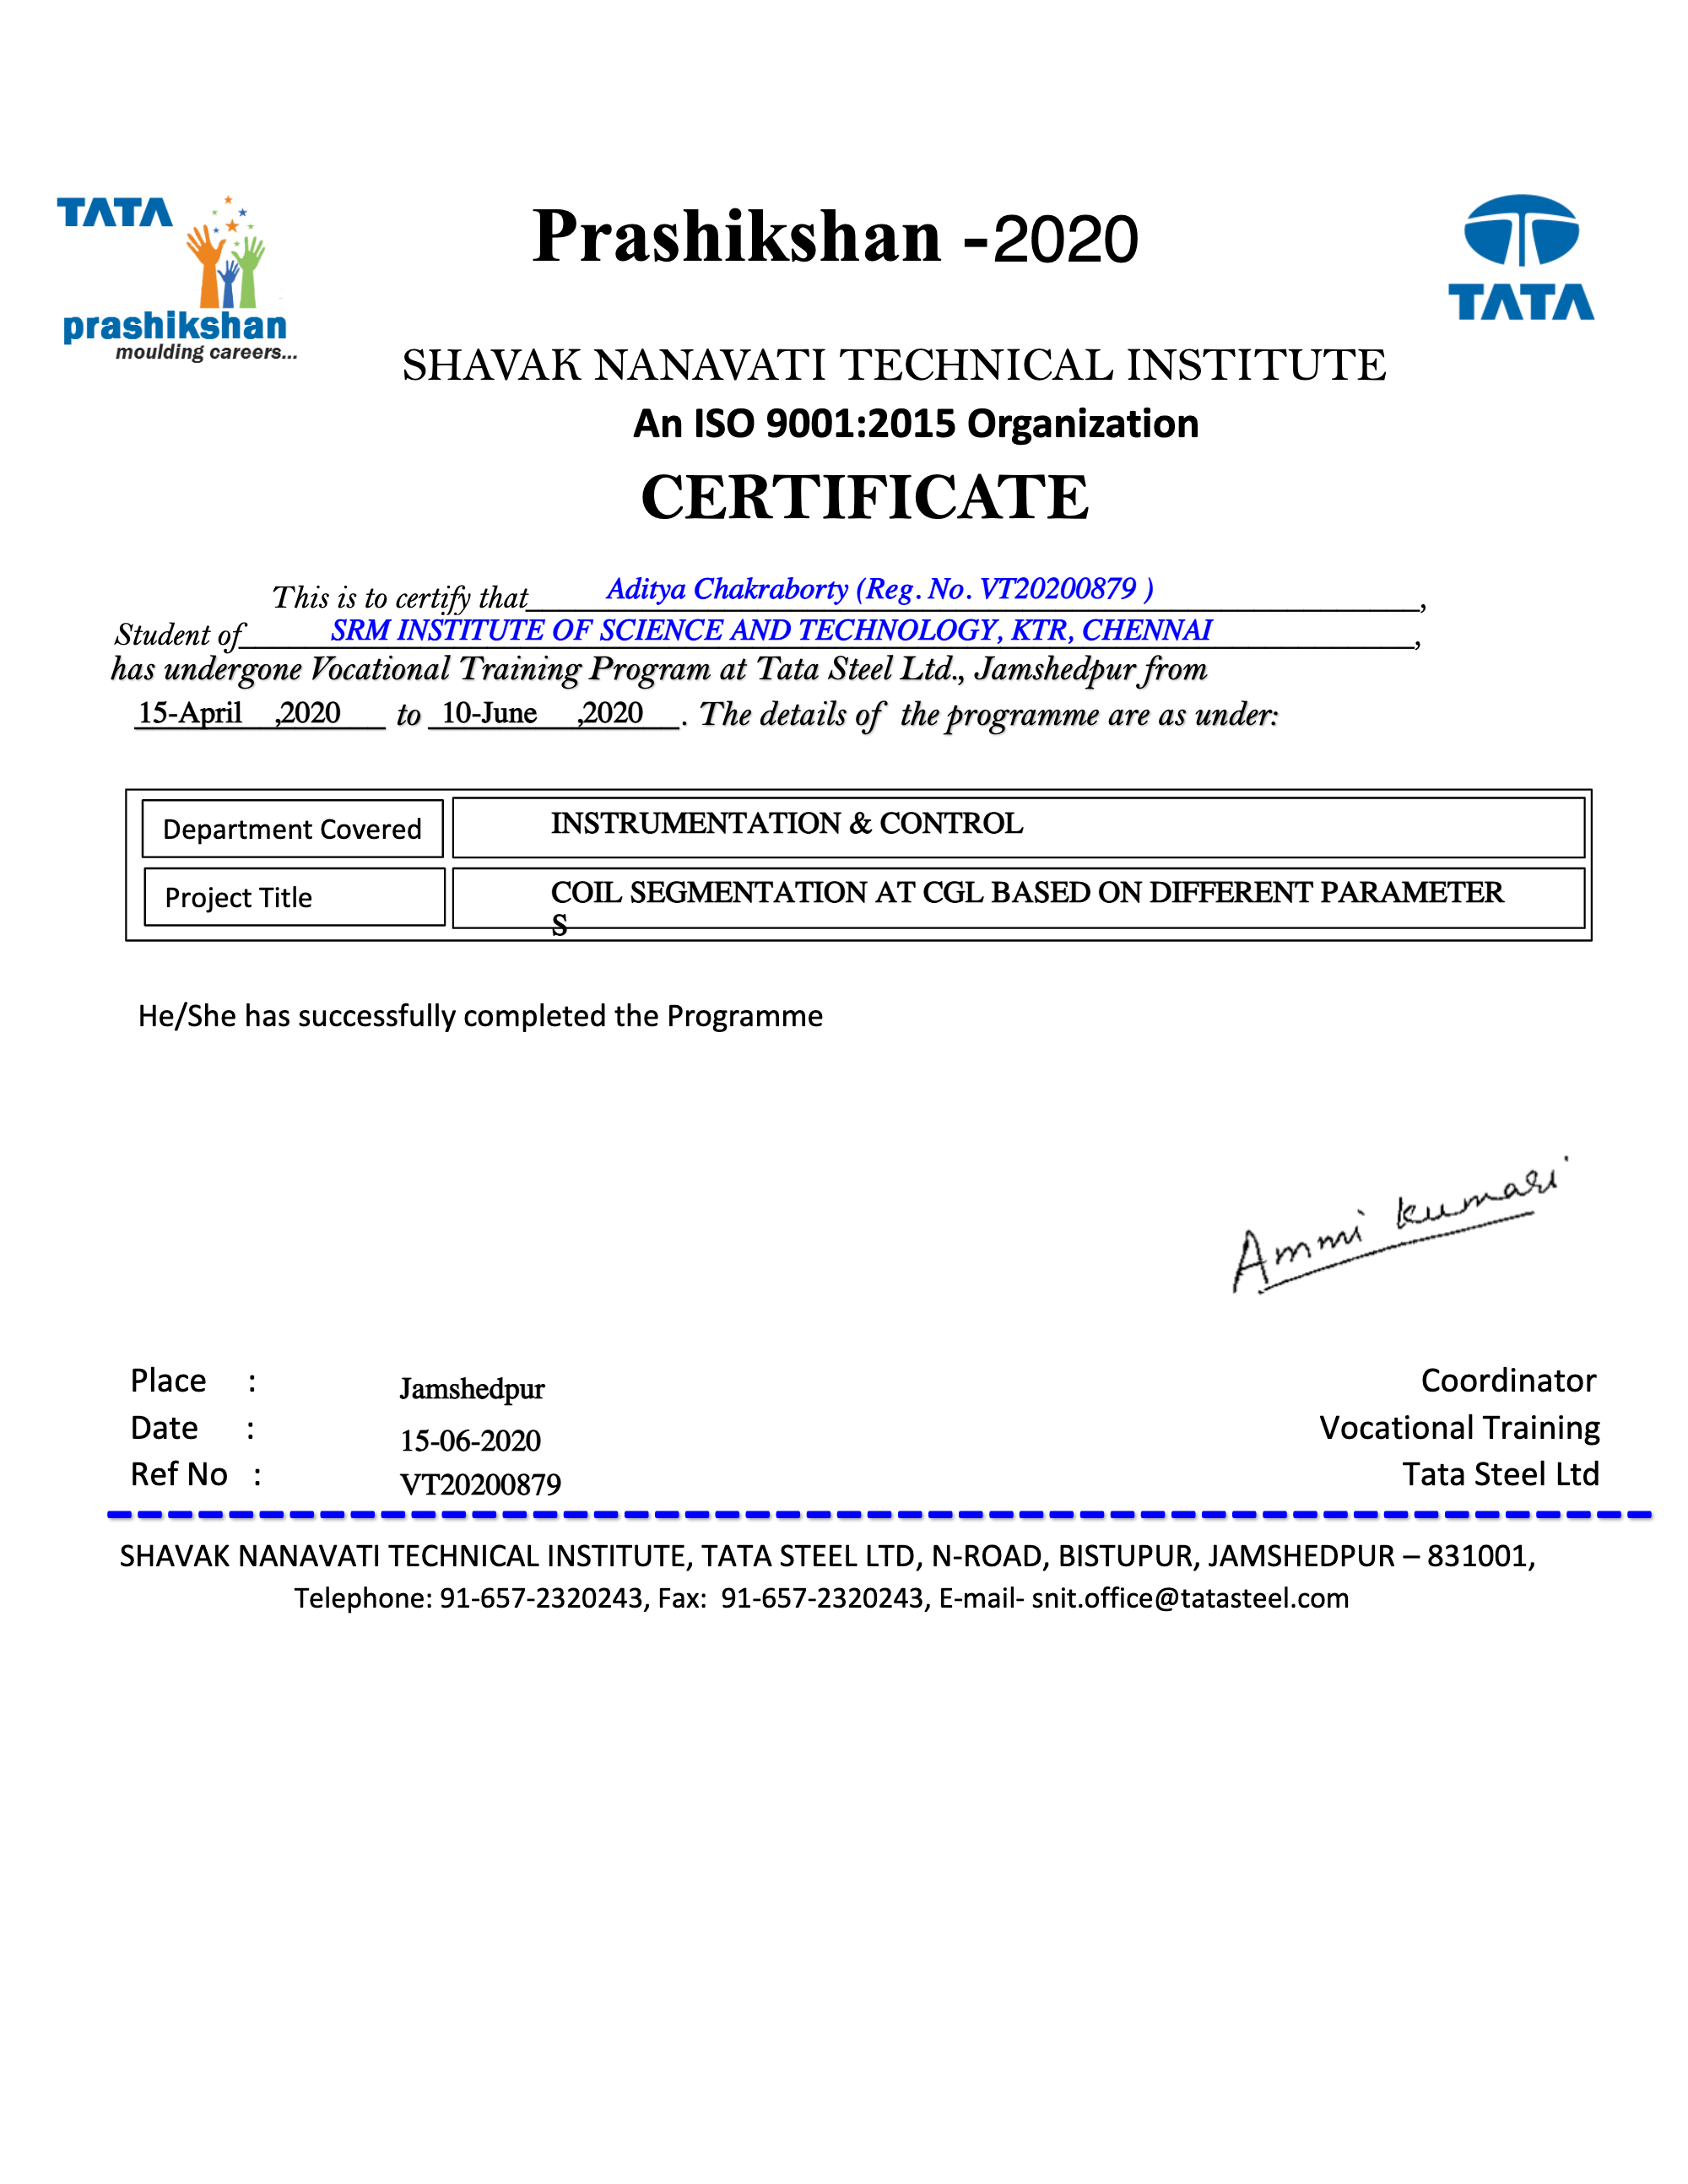 TATA
prashikshan
moulding careers...
Prashikshan -2020
TATA
SHAVAK NANAVATI TECHNICAL INSTITUTE
An ISO 9001:2015 Organization
CERTIFICATE
This is to certify that Aditya Chakraborty (Reg. No. VT20200879 ),
Student of SRM INSTITUTE OF SCIENCE AND TECHNOLOGY, KTR, CHENNAI,
has undergone Vocational Training Program at Tata Steel Ltd., Jamshedpur from
15-April ,2020 to 10-June ,2020. The details of the programme are as under:
Department Covered INSTRUMENTATION & CONTROL
Project Title COIL SEGMENTATION AT CGL BASED ON DIFFERENT PARAMETER
S
He/She has successfully completed the Programme
Ammi kumari
Place : Jamshedpur Coordinator
Date : 15-06-2020 Vocational Training
Ref No : VT20200879 Tata Steel Ltd
SHAVAK NANAVATI TECHNICAL INSTITUTE, TATA STEEL LTD, N-ROAD, BISTUPUR, JAMSHEDPUR – 831001,
Telephone: 91-657-2320243, Fax: 91-657-2320243, E-mail- snit.office@tatasteel.com